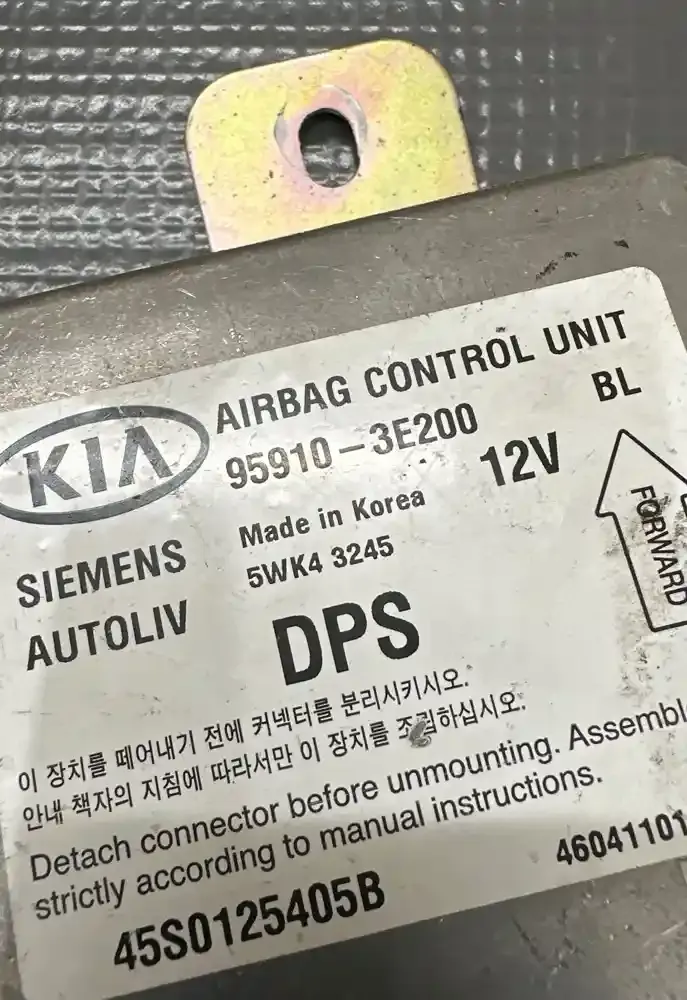 AIRBAG CONTROL UNIT
KIA
95910-3E200
BL
12V
Made in Korea
5WK4 3245
SIEMENS
AUTOLIV
DPS
FORWARD
이 장치를 떼어내기 전에 커넥터를 분리시키시오.
안내 책자의 지침에 따라서만 이 장치를 조립하십시오.
Detach connector before unmounting. Assemble
strictly according to manual instructions.
45S0125405B
46041101